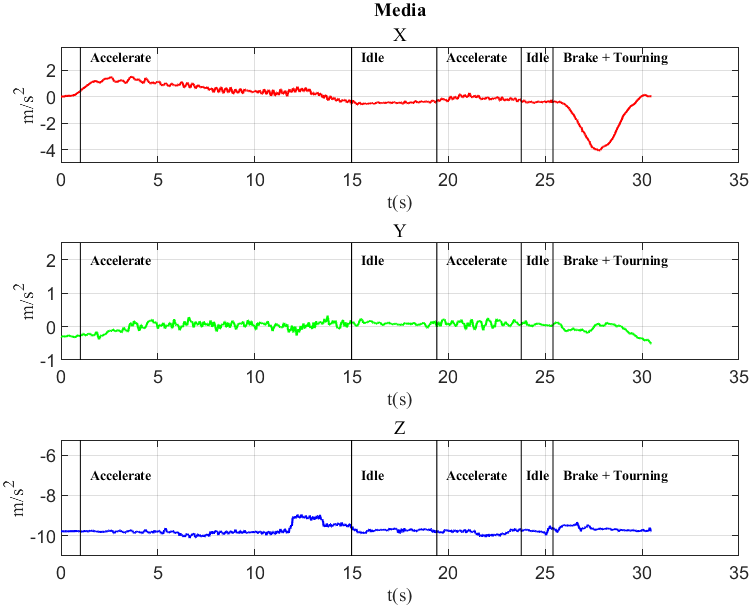 Media
X
Accelerate Idle Accelerate Idle Brake + Tourning
2
0
-2
-4
m/s²
0 5 10 15 20 25 30 35
t(s)
Y
Accelerate Idle Accelerate Idle Brake + Tourning
2
1
0
-1
m/s²
0 5 10 15 20 25 30 35
t(s)
Z
Accelerate Idle Accelerate Idle Brake + Tourning
-6
-8
-10
m/s²
0 5 10 15 20 25 30 35
t(s)